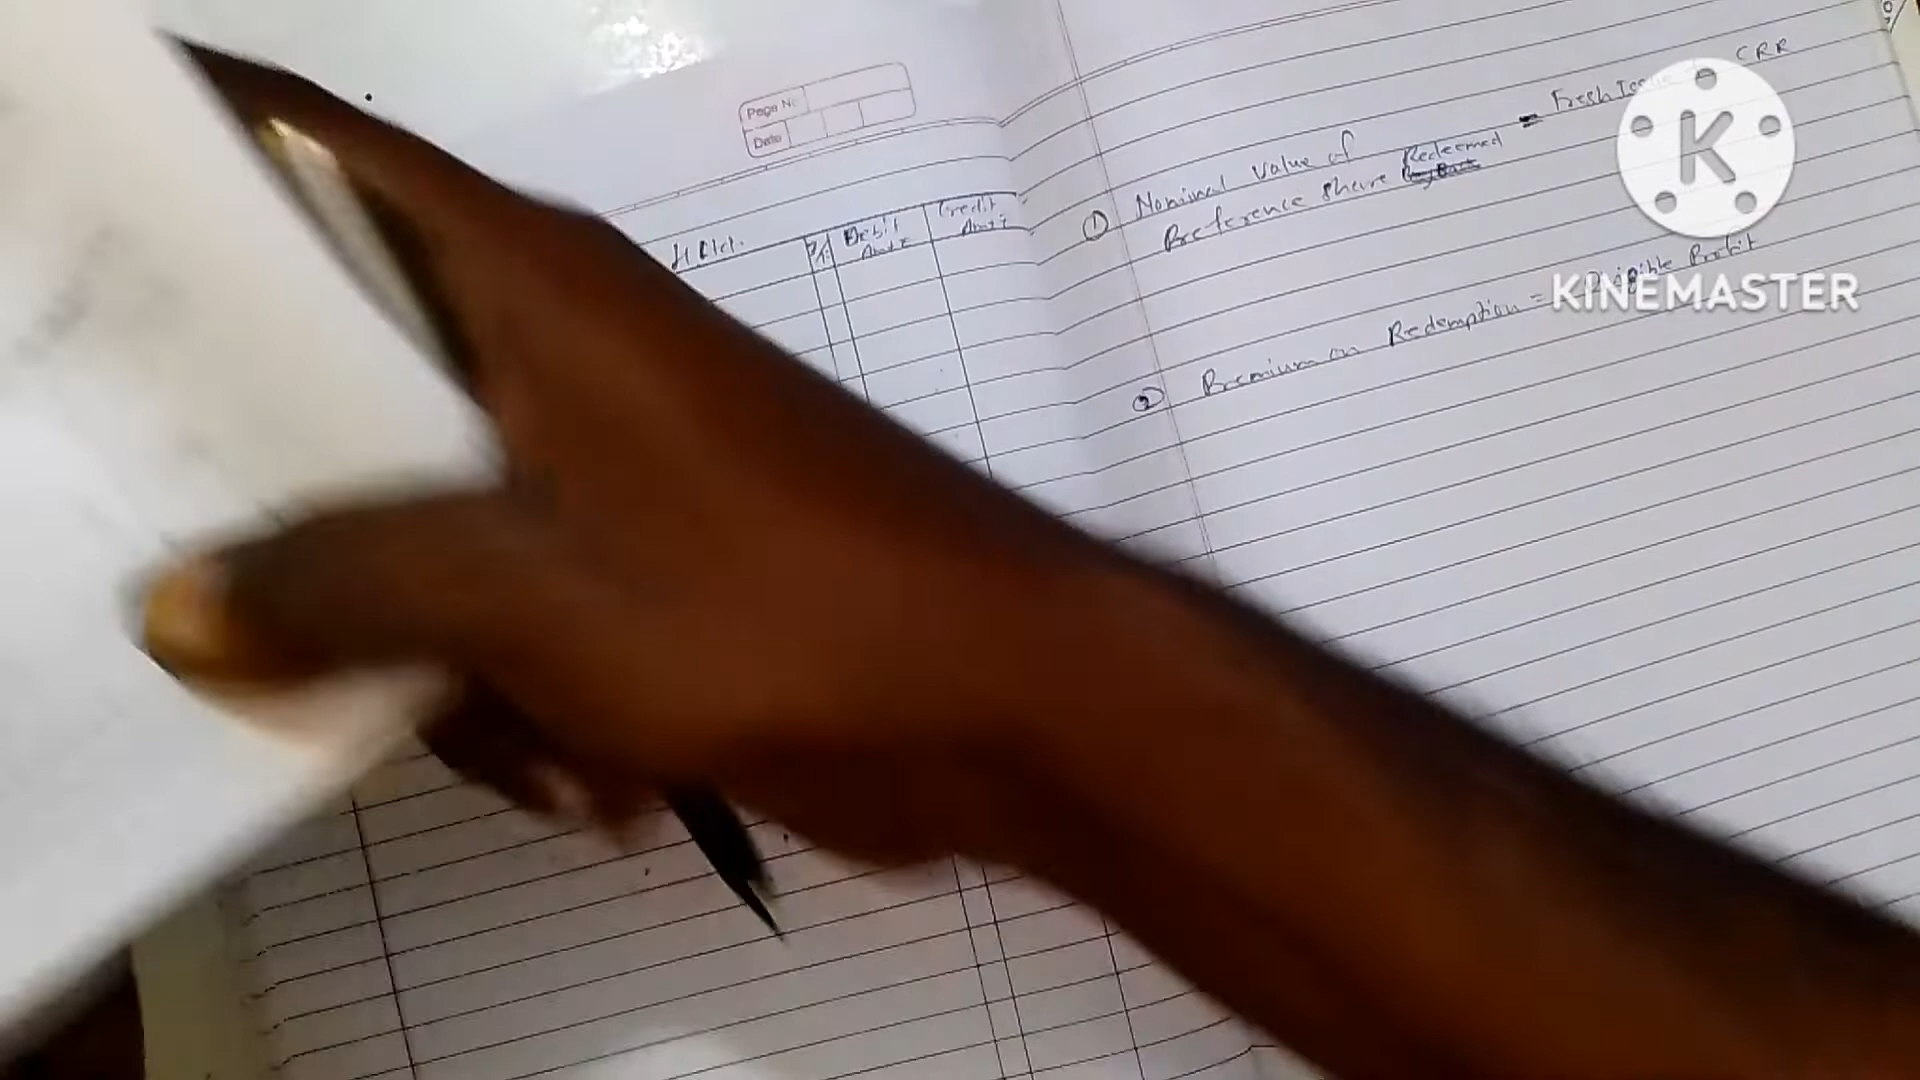 Page No.
Date
Debit
Amt ₹
Credit
Amt ₹
① Nominal Value of
Preference Share Redeemed = Fresh Issue + CRR
② Premium on Redemption = Divisible Profit
K
KINEMASTER